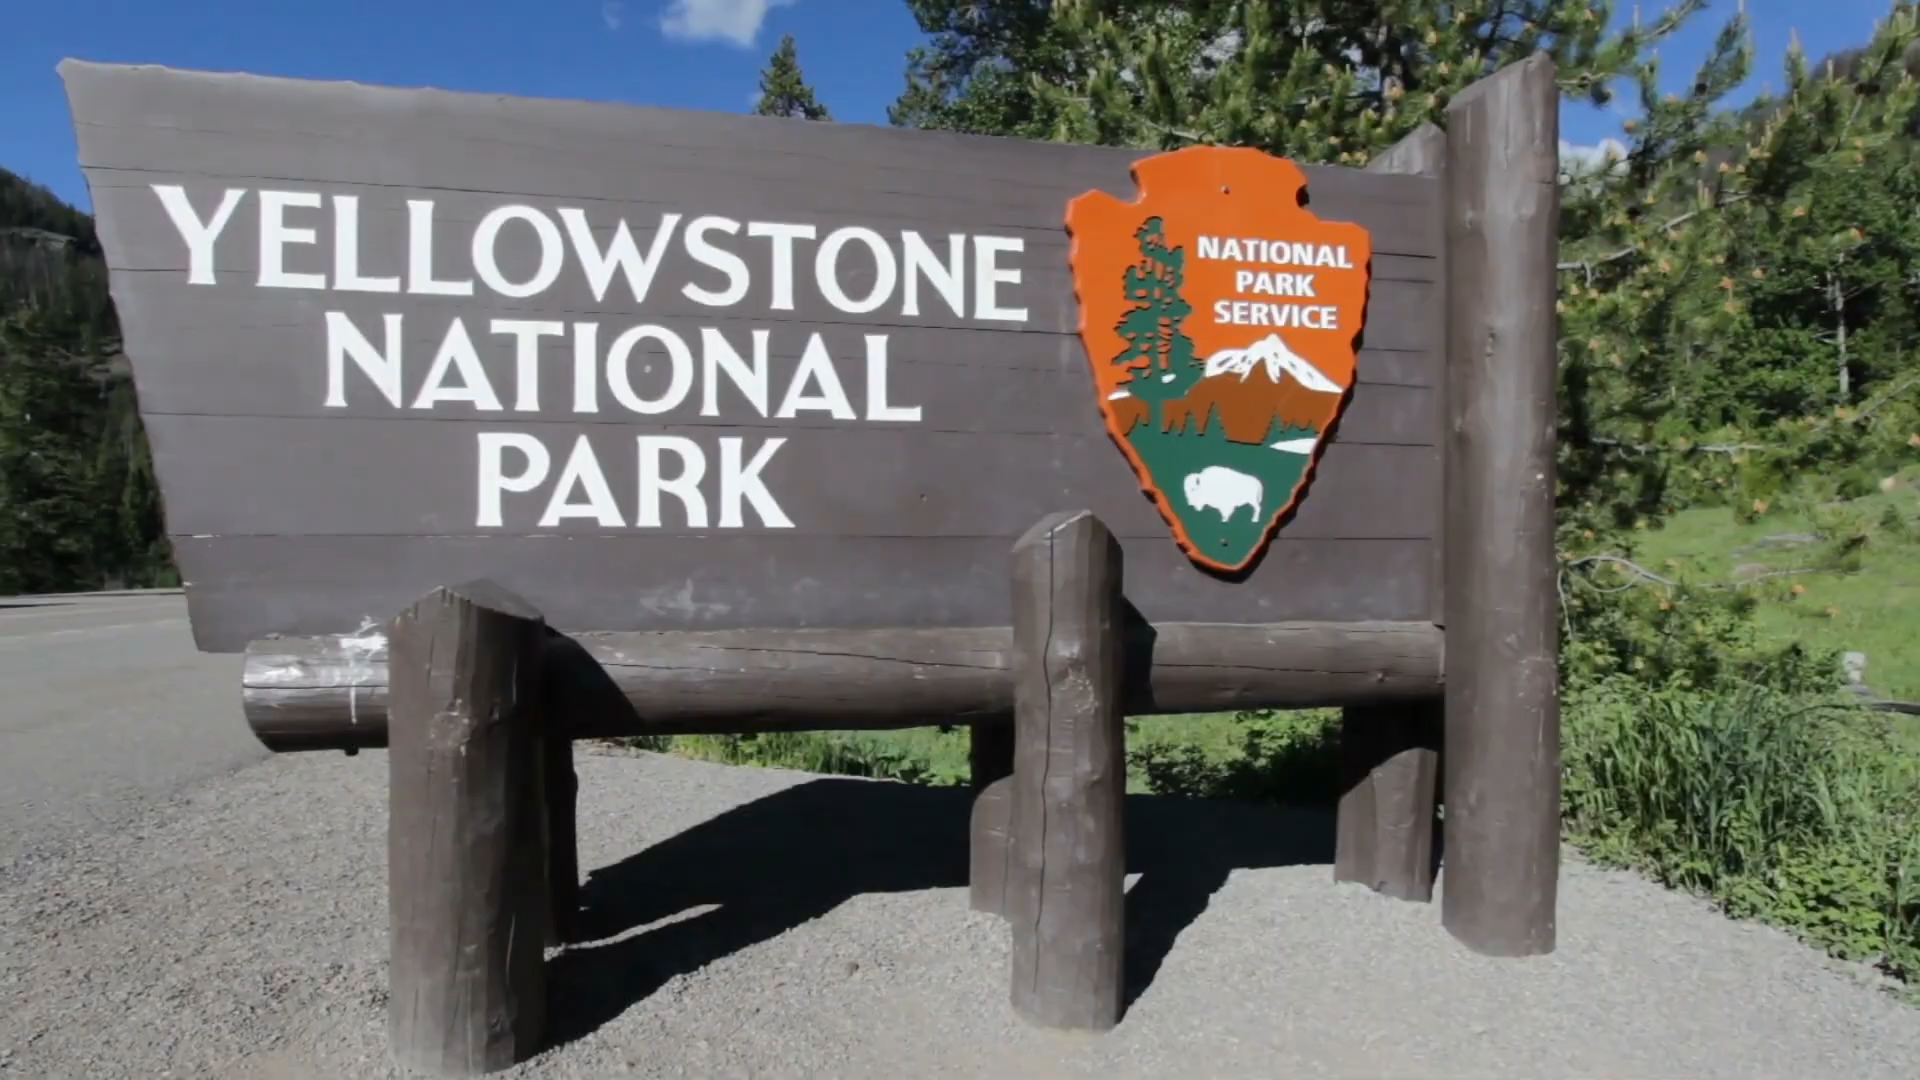 YELLOWSTONE
NATIONAL
PARK
NATIONAL
PARK
SERVICE